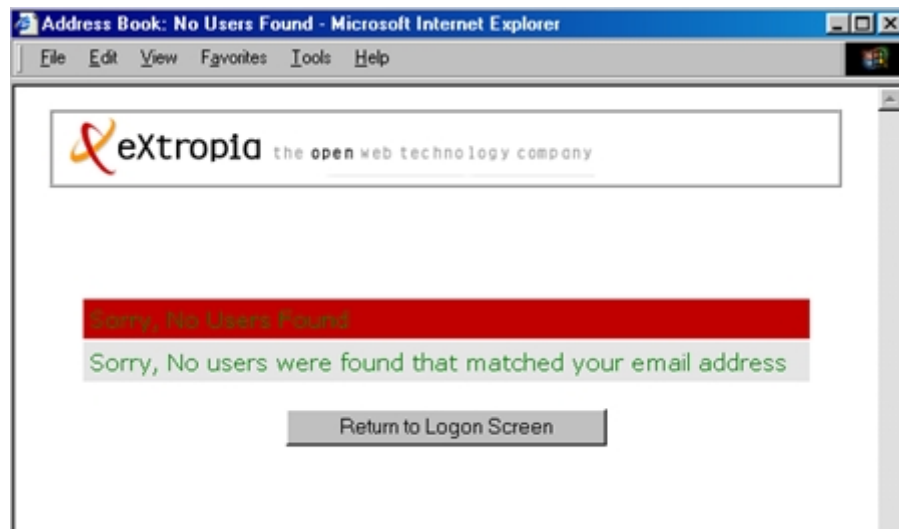 Address Book: No Users Found - Microsoft Internet Explorer
File Edit View Favorites Tools Help
eXtropia the open web technology company
Sorry, No Users Found
Sorry, No users were found that matched your email address
Return to Logon Screen